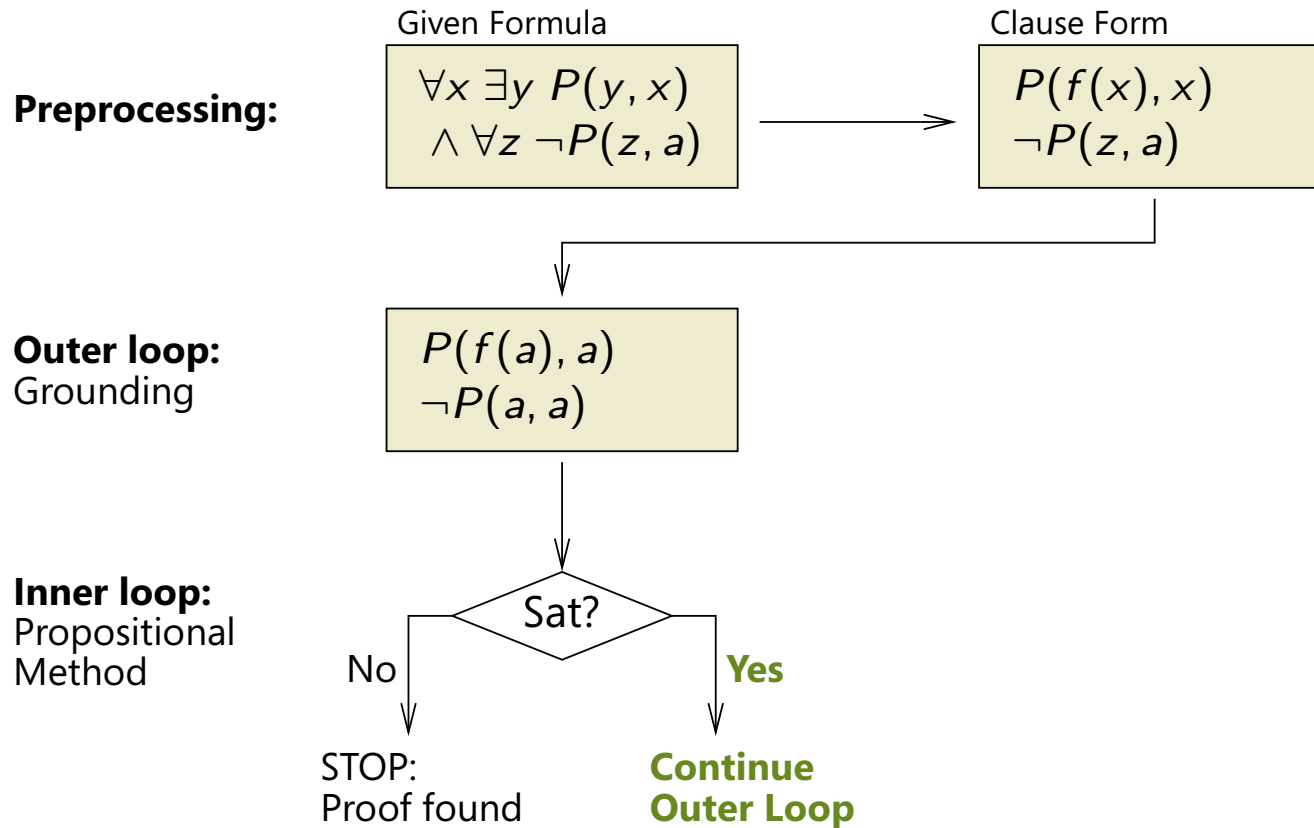 Given Formula
Clause Form
Preprocessing:
∀x ∃y P(y, x)
∧ ∀z ¬P(z, a)
P(f(x), x)
¬P(z, a)
Outer loop:
Grounding
P(f(a), a)
¬P(a, a)
Inner loop:
Propositional
Method
Sat?
No
Yes
STOP:
Proof found
Continue
Outer Loop